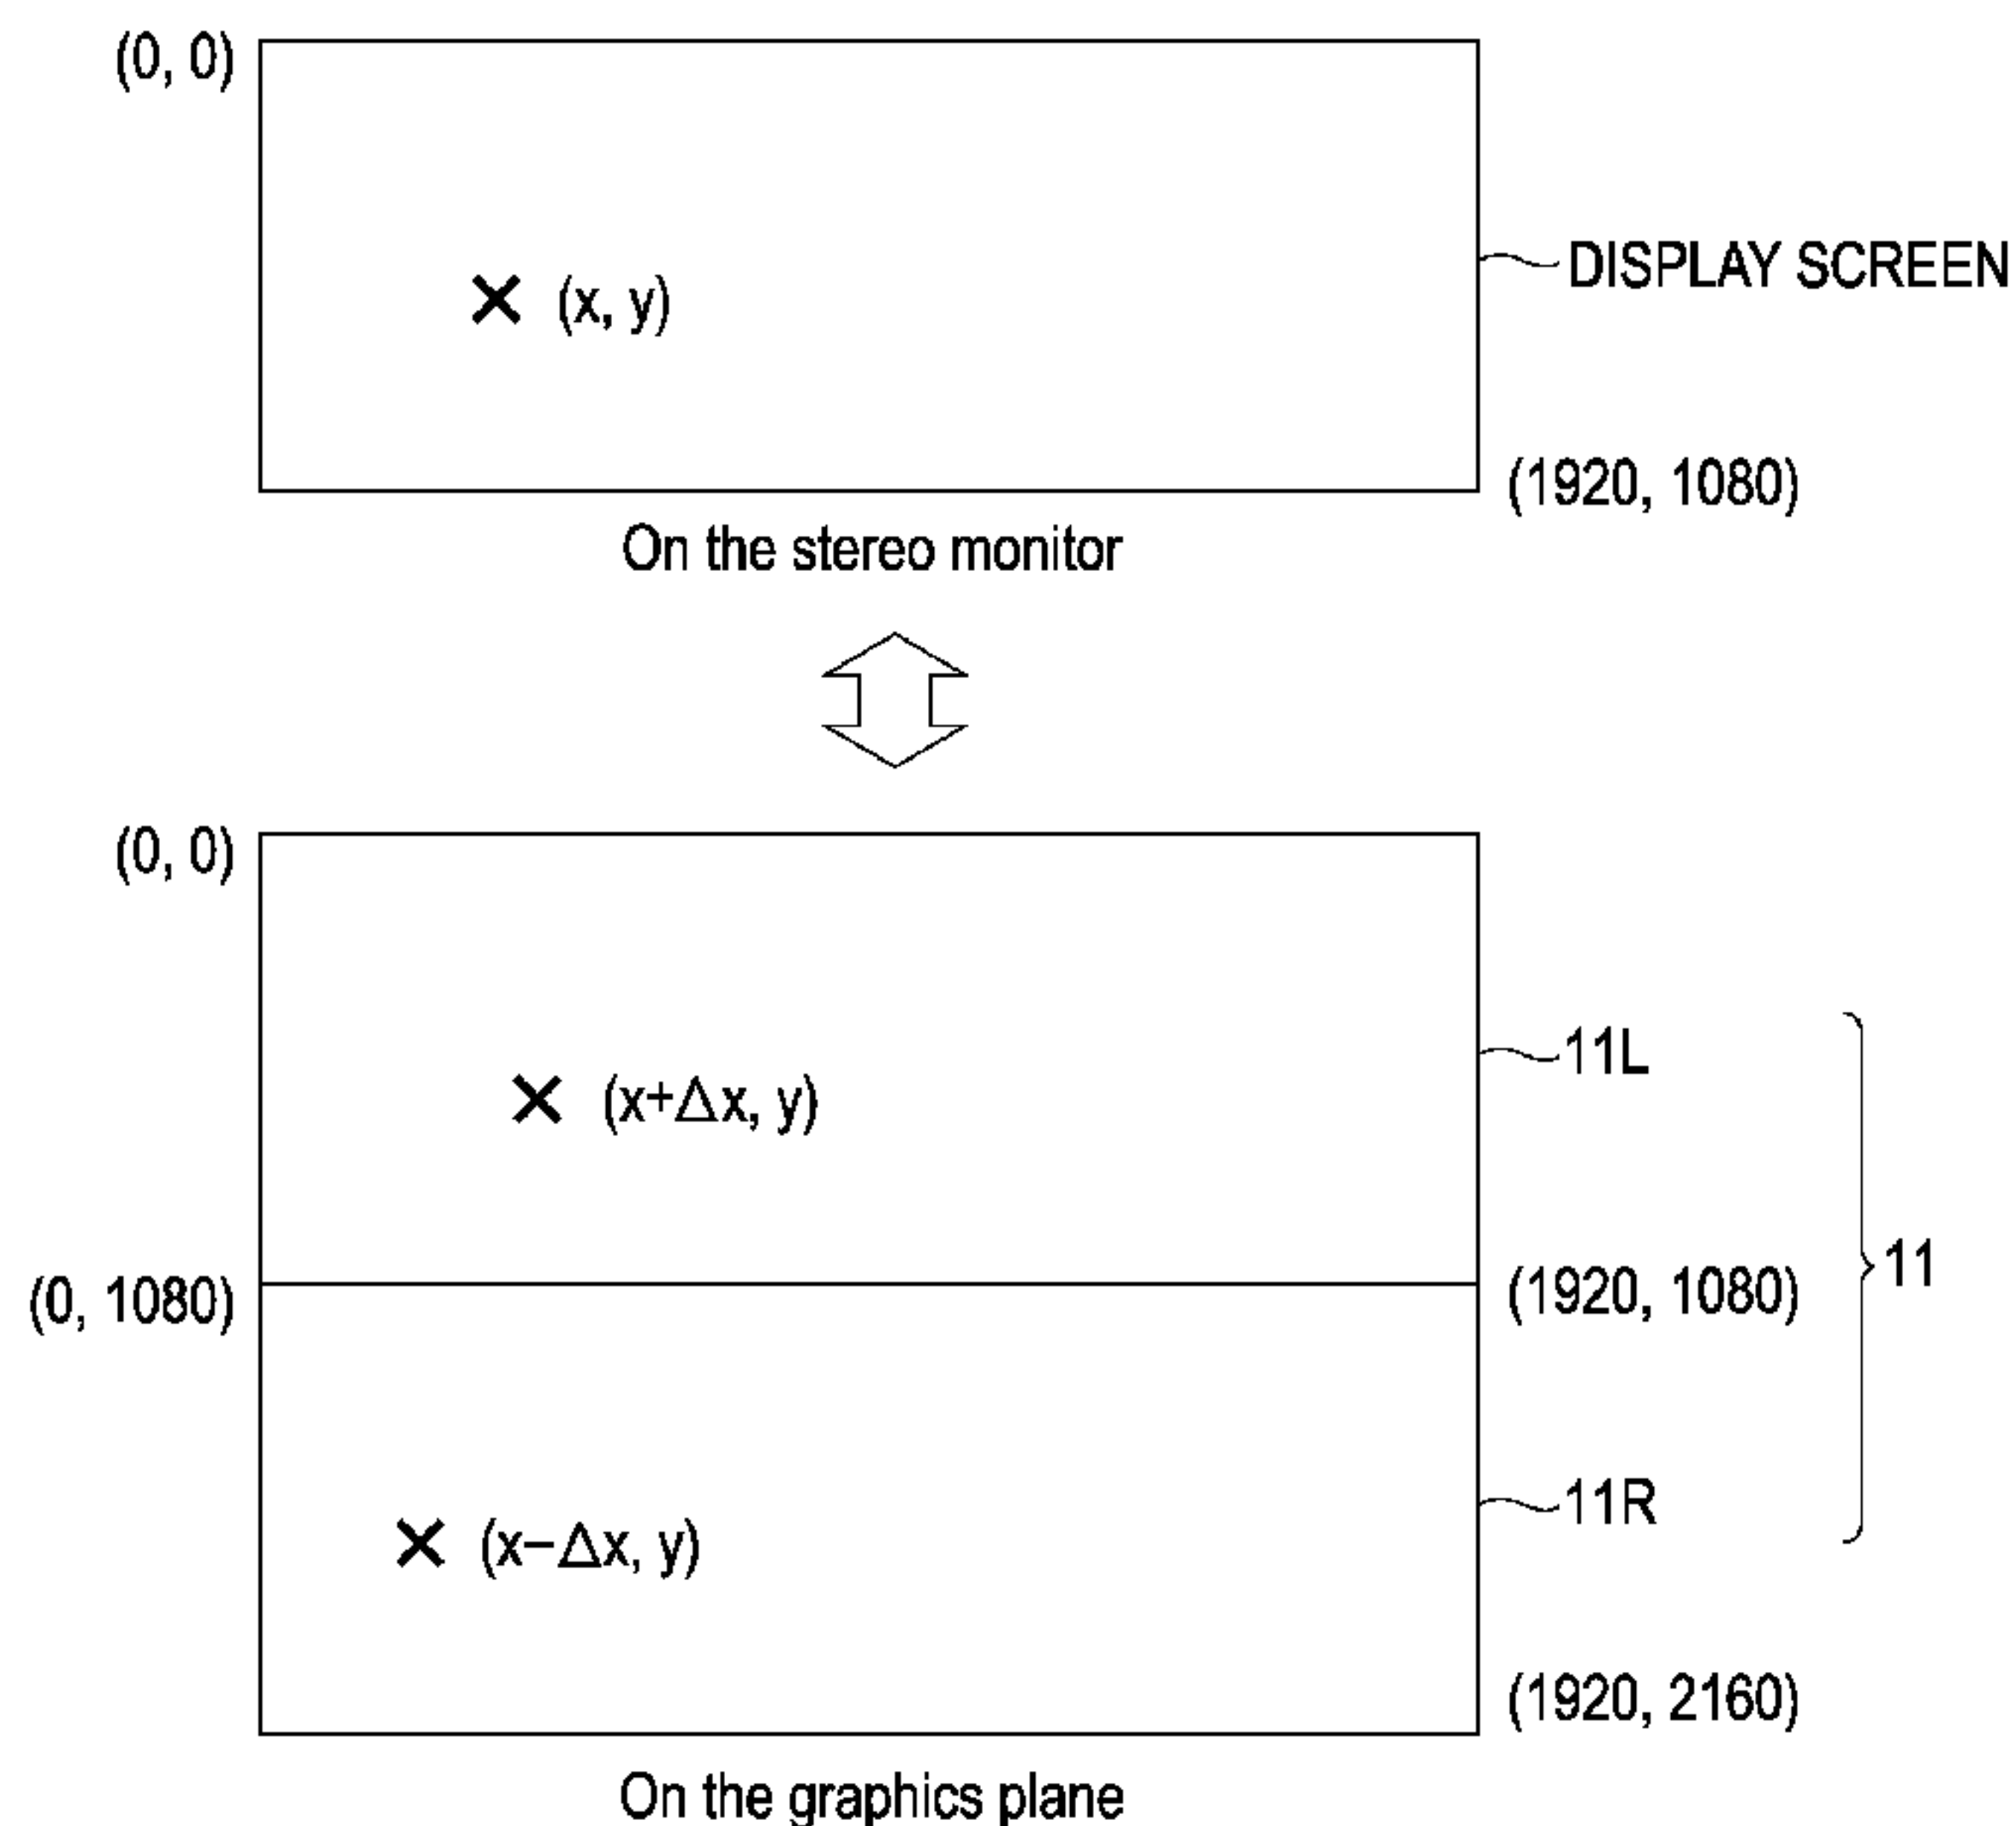 (0, 0)
DISPLAY SCREEN
(x, y)
(1920, 1080)
On the stereo monitor
(0, 0)
11L
(x+Δx, y)
11
(0, 1080)
(1920, 1080)
11R
(x−Δx, y)
(1920, 2160)
On the graphics plane